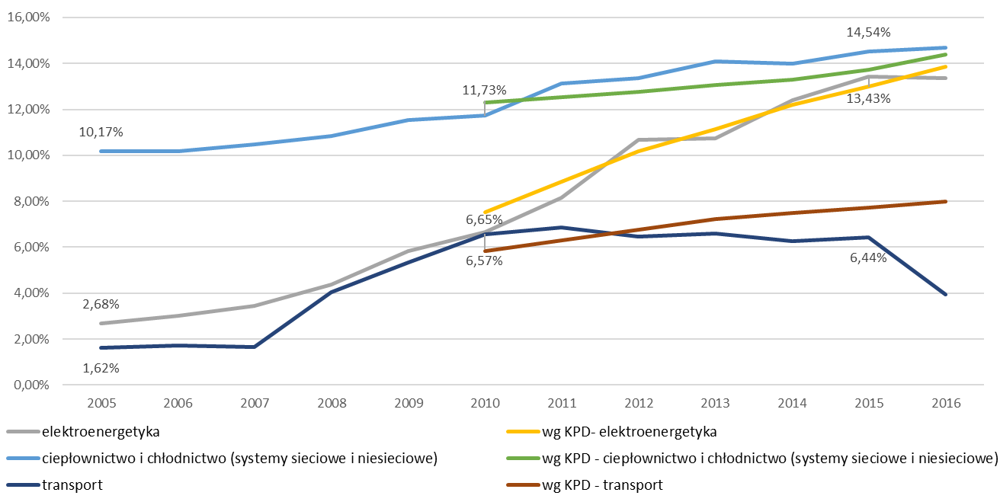 16,00%
14,54%
14,00%
11,73%
12,00%
13,43%
10,17%
10,00%
8,00%
6,65%
6,00%
6,57%
6,44%
4,00%
2,68%
2,00%
1,62%
0,00%
2005 2006 2007 2008 2009 2010 2011 2012 2013 2014 2015 2016
elektroenergetyka
wg KPD- elektroenergetyka
ciepłownictwo i chłodnictwo (systemy sieciowe i niesieciowe)
wg KPD - ciepłownictwo i chłodnictwo (systemy sieciowe i niesieciowe)
transport
wg KPD - transport